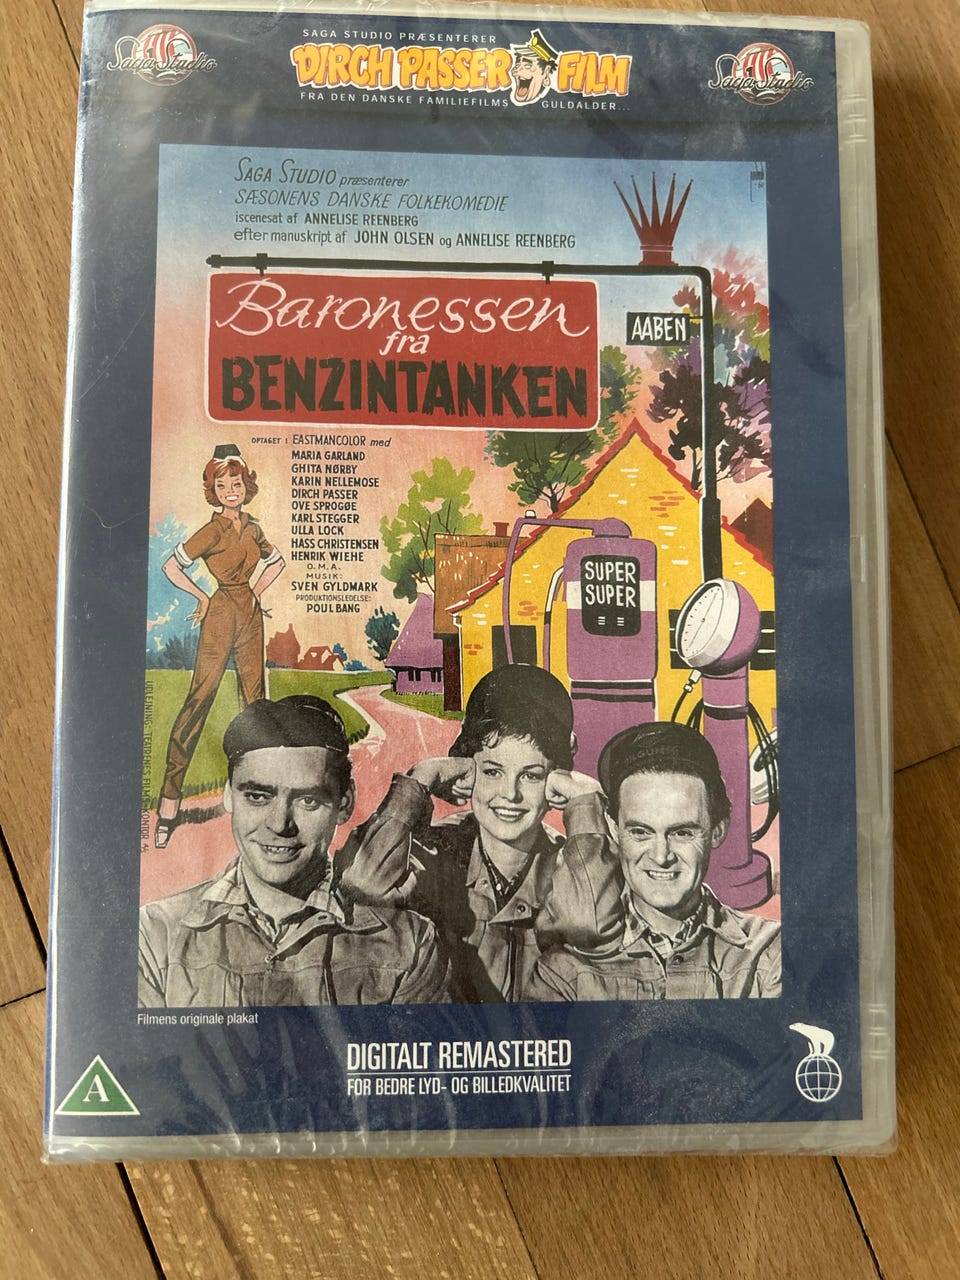 SAGA STUDIO PRÆSENTERER
Saga Studio
DIRCH PASSER FILM
Saga Studio
FRA DEN DANSKE FAMILIEFILMS GULDALDER...
SAGA STUDIO præsenterer
SÆSONENS DANSKE FOLKEKOMEDIE
iscenesat af ANNELISE REENBERG
efter manuskript af JOHN OLSEN og ANNELISE REENBERG
Baronessen
fra
BENZINTANKEN
AABEN
OPTAGET I EASTMANCOLOR med
MARIA GARLAND
GHITA NØRBY
KARIN NELLEMOSE
DIRCH PASSER
OVE SPROGØE
KARL STEGGER
ULLA LOCK
HASS CHRISTENSEN
HENRIK WIEHE
O.M.A.
MUSIK:
SVEN GYLDMARK
PRODUKTIONSLEDELSE:
POUL BANG
SUPER
SUPER
UDLEJNING: TEATRENES FILMSKONTOR A/S
Filmens originale plakat
A
DIGITALT REMASTERED
FOR BEDRE LYD- OG BILLEDKVALITET